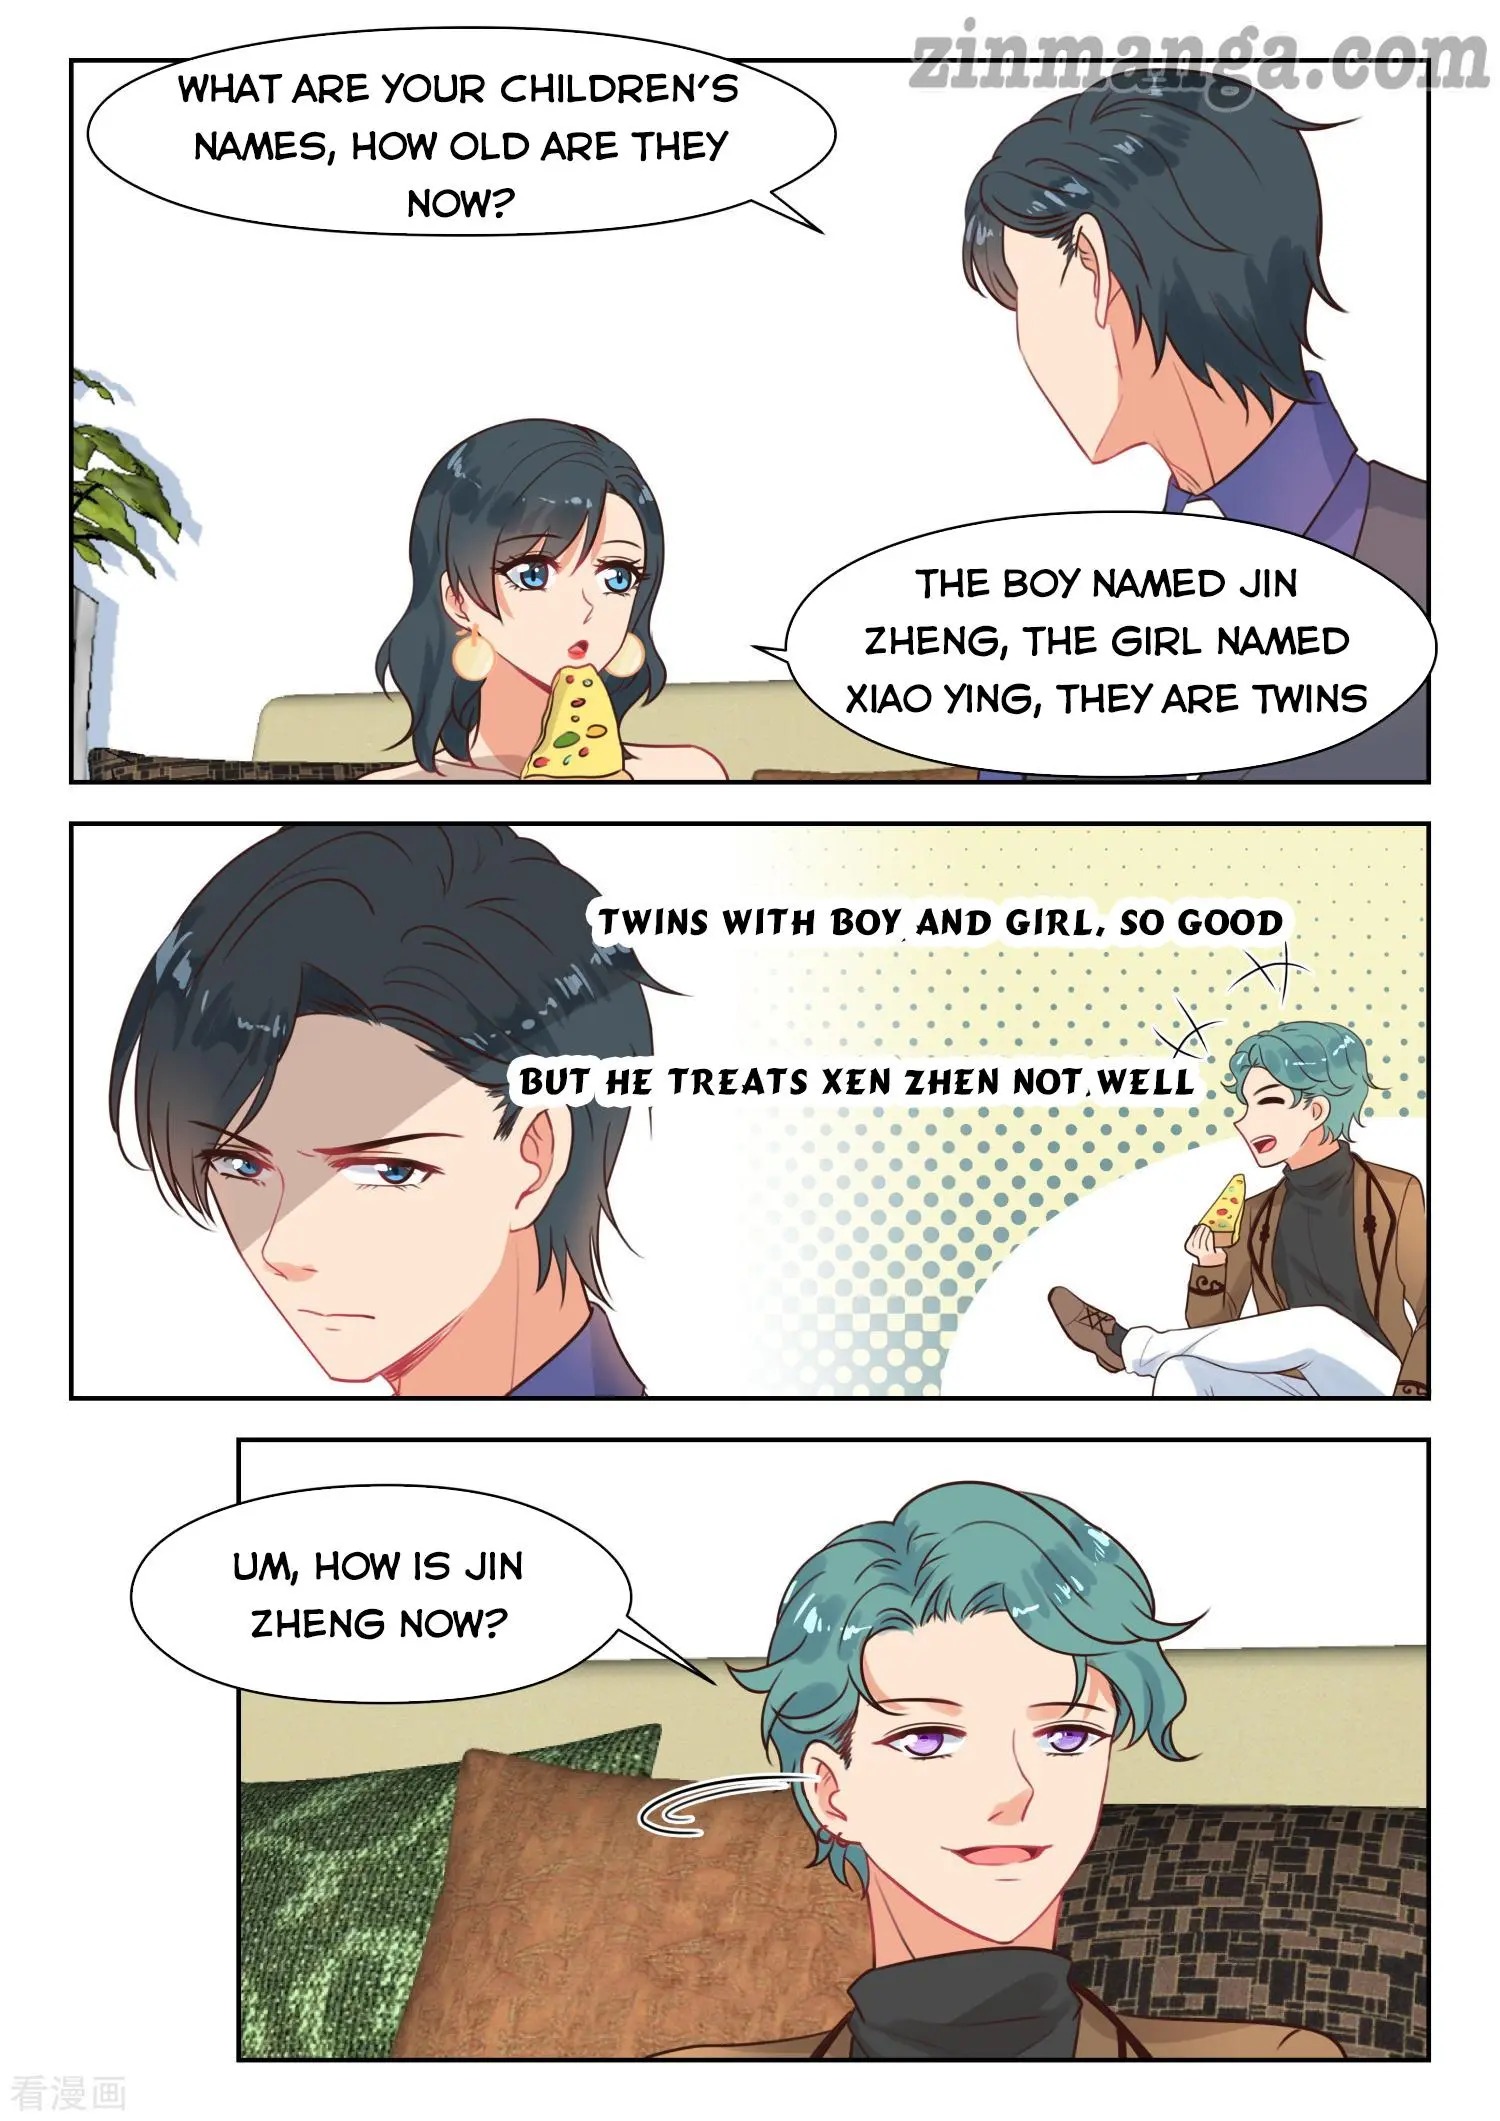 zinmanga.com
WHAT ARE YOUR CHILDREN'S
NAMES, HOW OLD ARE THEY
NOW?
THE BOY NAMED JIN
ZHENG, THE GIRL NAMED
XIAO YING, THEY ARE TWINS
TWINS WITH BOY AND GIRL, SO GOOD
BUT HE TREATS XEN ZHEN NOT WELL
UM, HOW IS JIN
ZHENG NOW?
看漫画